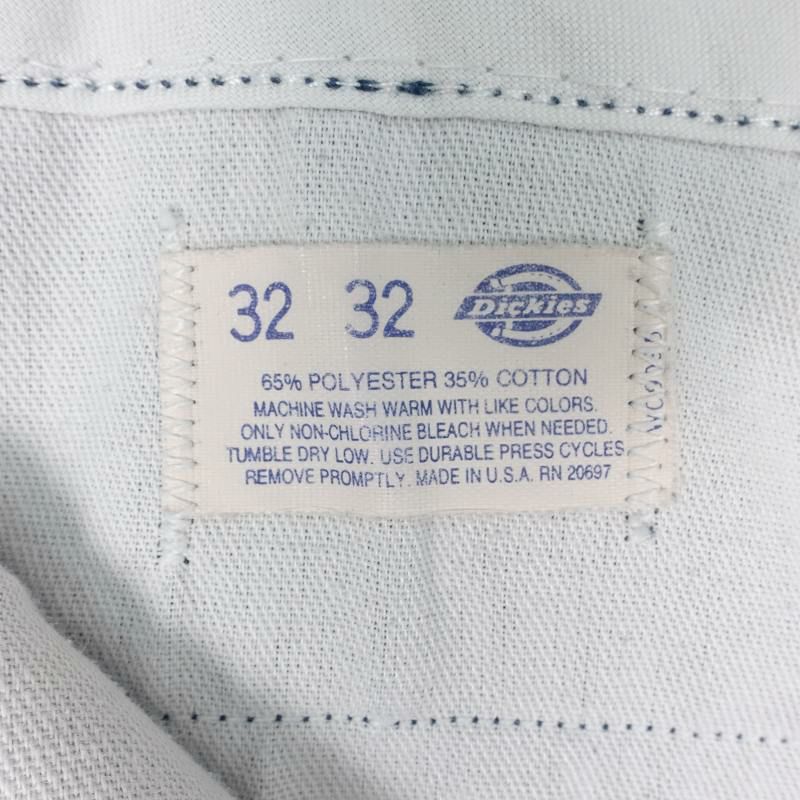 32 32 Dickies
65% POLYESTER 35% COTTON
MACHINE WASH WARM WITH LIKE COLORS.
ONLY NON-CHLORINE BLEACH WHEN NEEDED.
TUMBLE DRY LOW. USE DURABLE PRESS CYCLES
REMOVE PROMPTLY. MADE IN U.S.A. RN 20697